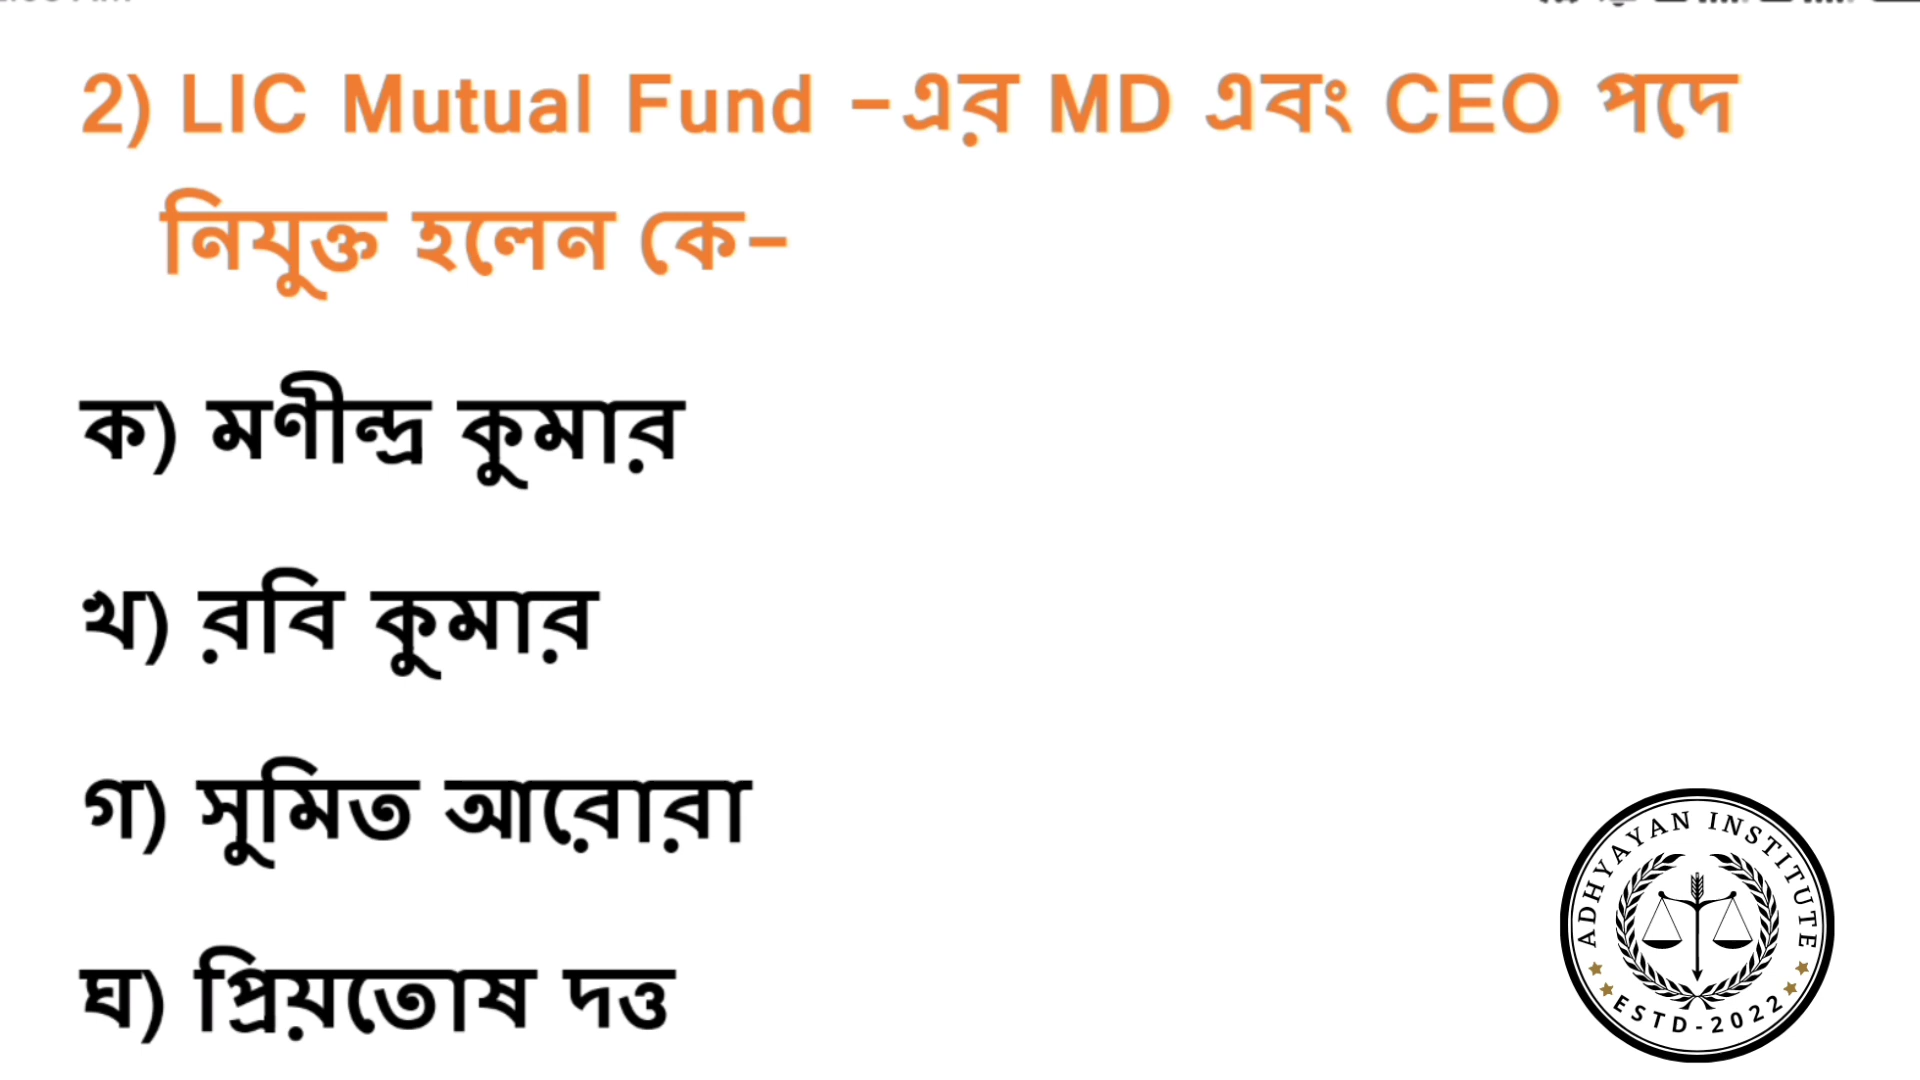 2) LIC Mutual Fund -এর MD এবং CEO পদে
নিযুক্ত হলেন কে-
ক) মণীন্দ্র কুমার
খ) রবি কুমার
গ) সুমিত আরোরা
ঘ) প্রিয়তোষ দত্ত
ADHYAYAN INSTITUTE
ESTD-2022